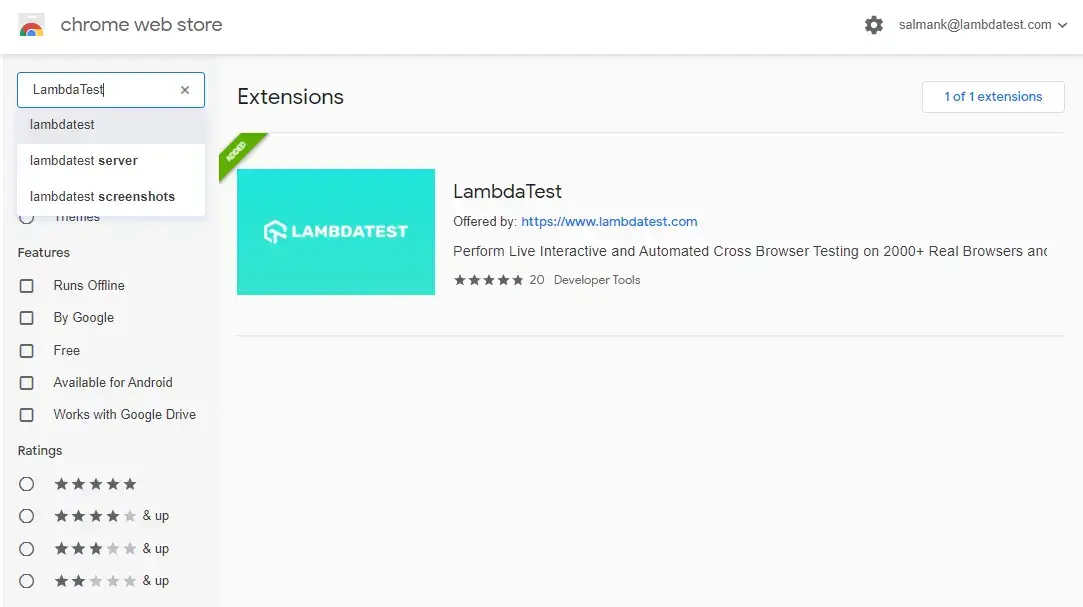 chrome web store
salmank@lambdatest.com
LambdaTest
lambdatest
lambdatest server
lambdatest screenshots
Themes
Features
Runs Offline
By Google
Free
Available for Android
Works with Google Drive
Ratings
& up
& up
& up
Extensions
1 of 1 extensions
ADDED
LAMBDATEST
LambdaTest
Offered by: https://www.lambdatest.com
Perform Live Interactive and Automated Cross Browser Testing on 2000+ Real Browsers and
20 Developer Tools